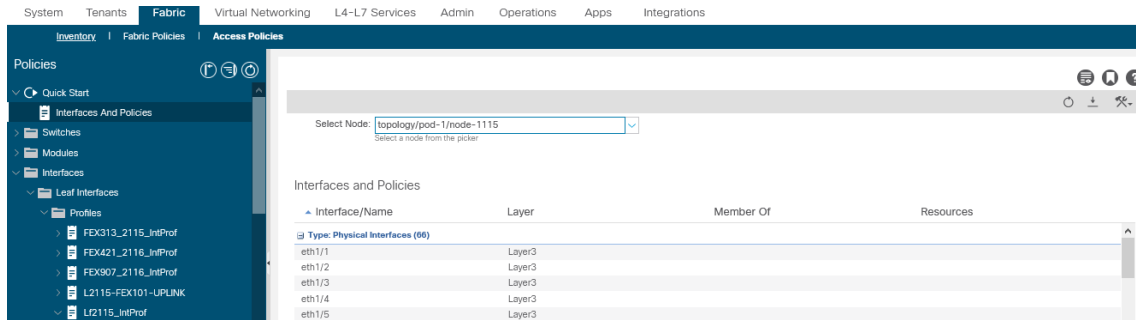 System Tenants Fabric Virtual Networking L4-L7 Services Admin Operations Apps Integrations
Inventory | Fabric Policies | Access Policies
Policies
Quick Start
Interfaces And Policies
Switches
Modules
Interfaces
Leaf Interfaces
Profiles
FEX313_2115_IntProf
FEX421_2116_IntfProf
FEX907_2116_IntProf
L2115-FEX101-UPLINK
Lf2115_IntProf
Select Node: topology/pod-1/node-1115
Select a node from the picker
Interfaces and Policies
Interface/Name Layer Member Of Resources
Type: Physical Interfaces (66)
eth1/1 Layer3
eth1/2 Layer3
eth1/3 Layer3
eth1/4 Layer3
eth1/5 Layer3